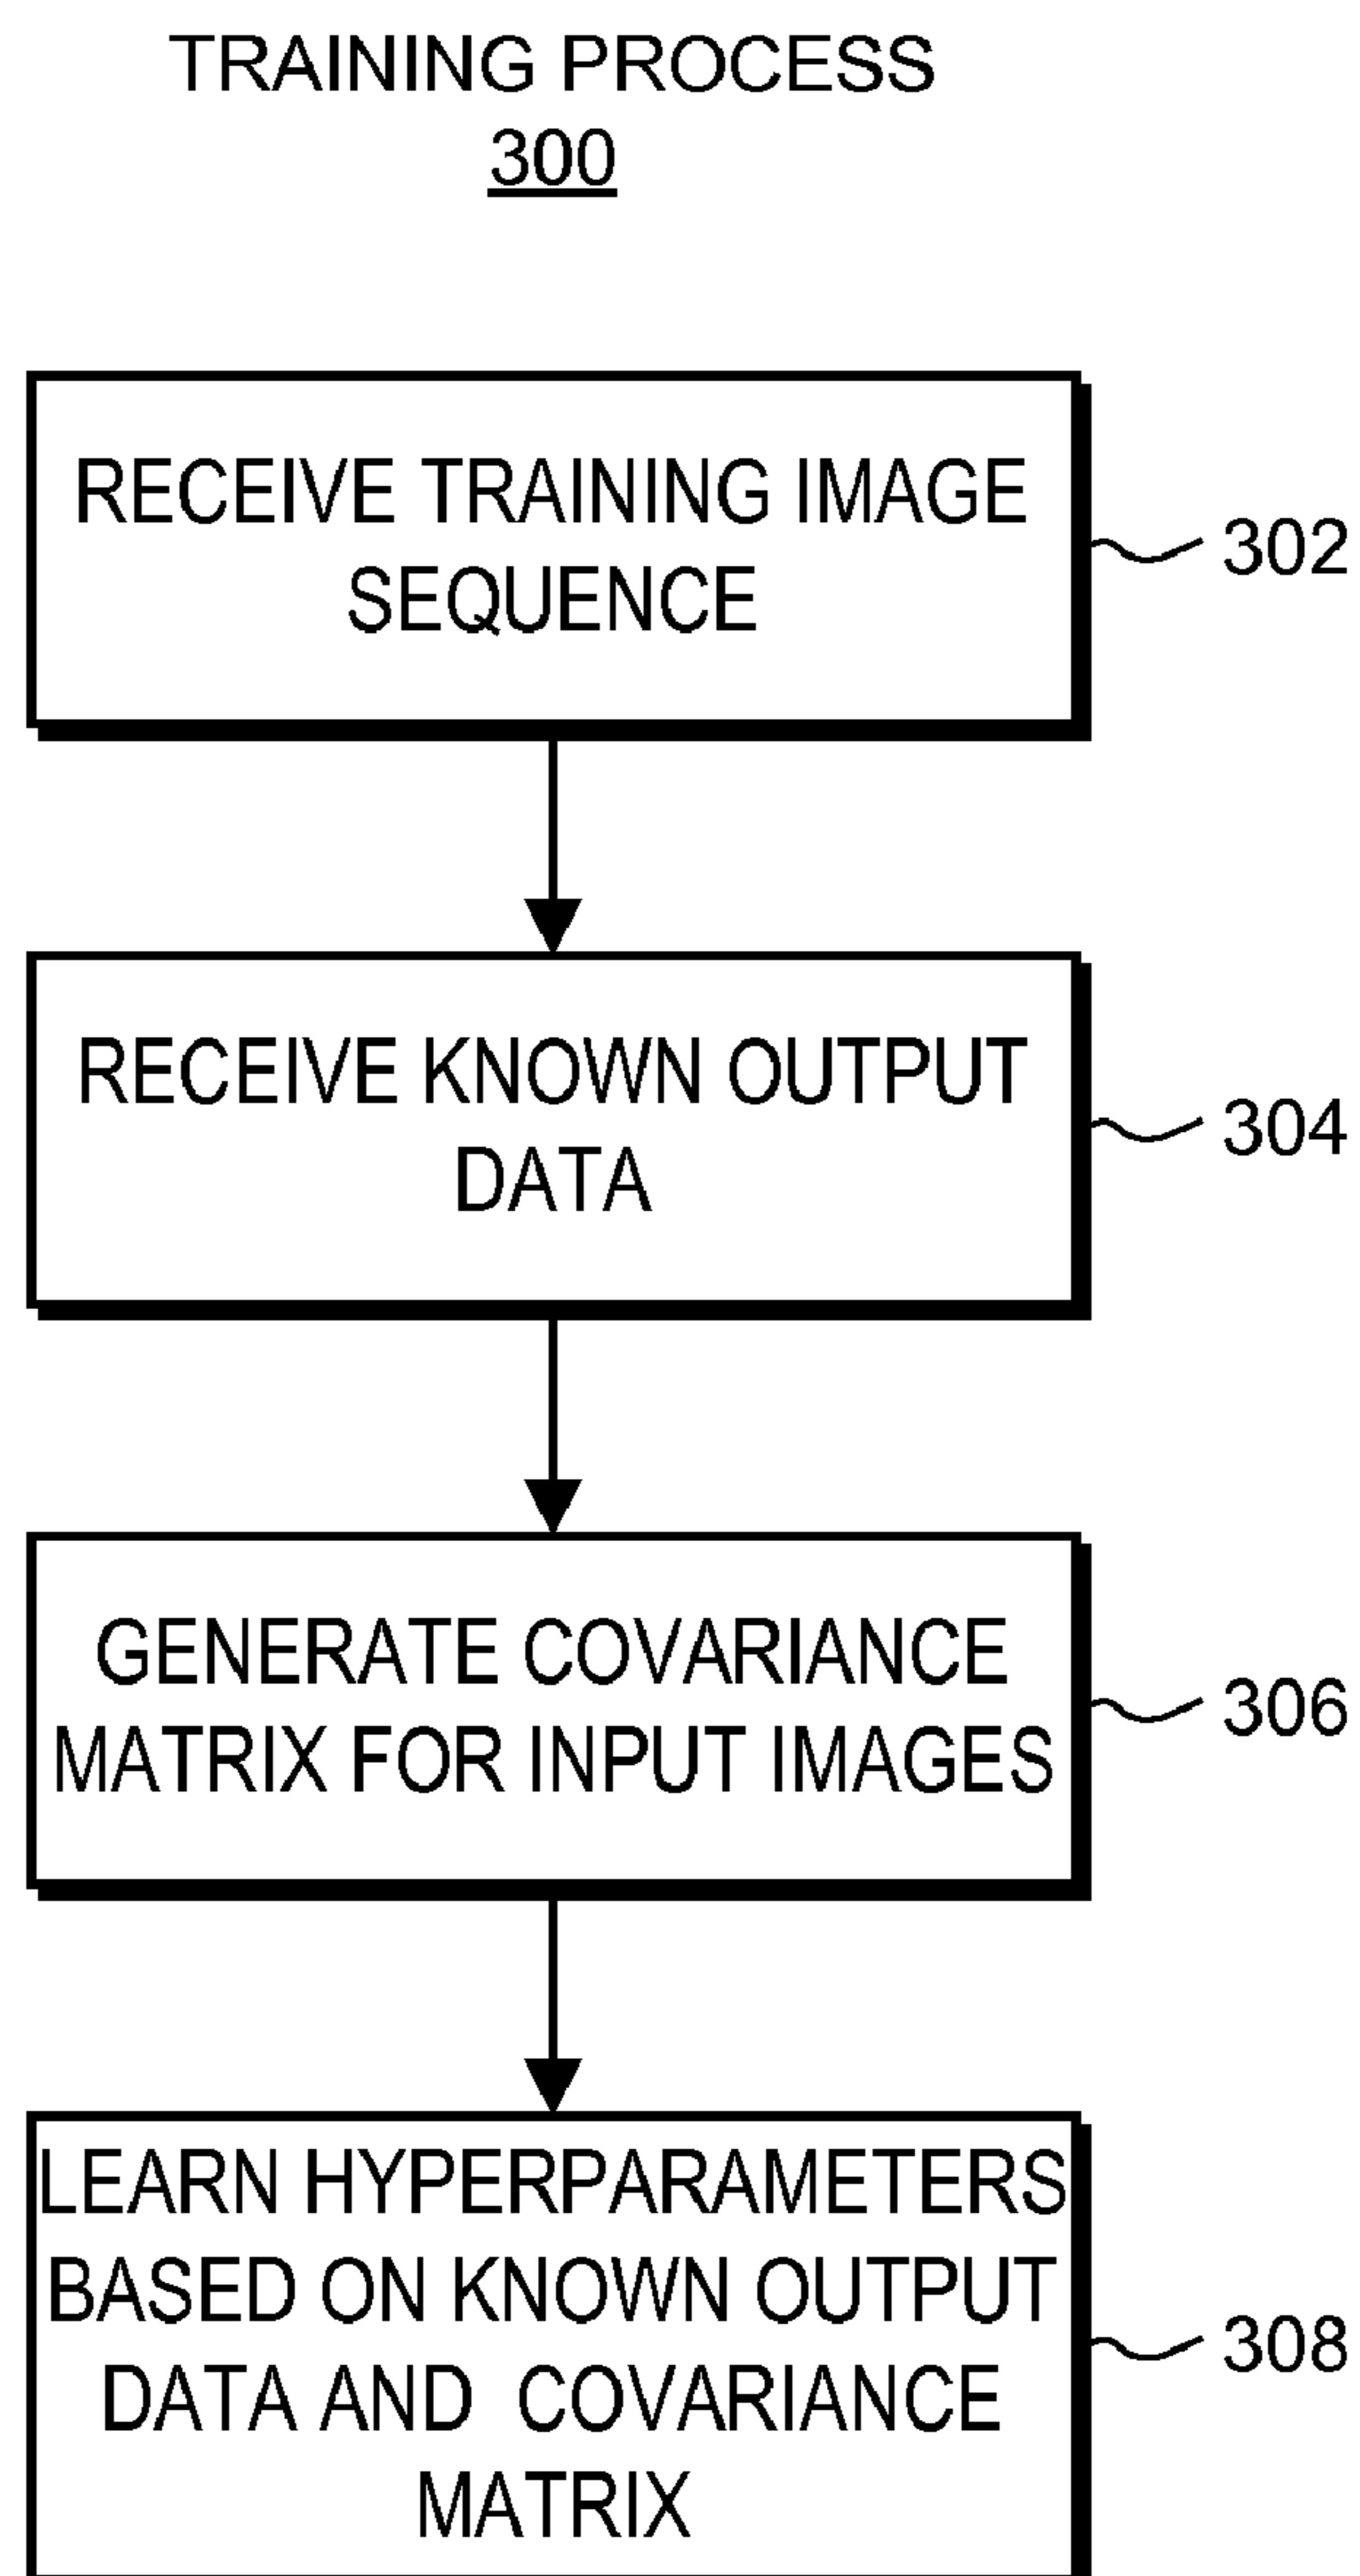 TRAINING PROCESS
300
RECEIVE TRAINING IMAGE
SEQUENCE
302
RECEIVE KNOWN OUTPUT
DATA
304
GENERATE COVARIANCE
MATRIX FOR INPUT IMAGES
306
LEARN HYPERPARAMETERS
BASED ON KNOWN OUTPUT
DATA AND COVARIANCE
MATRIX
308